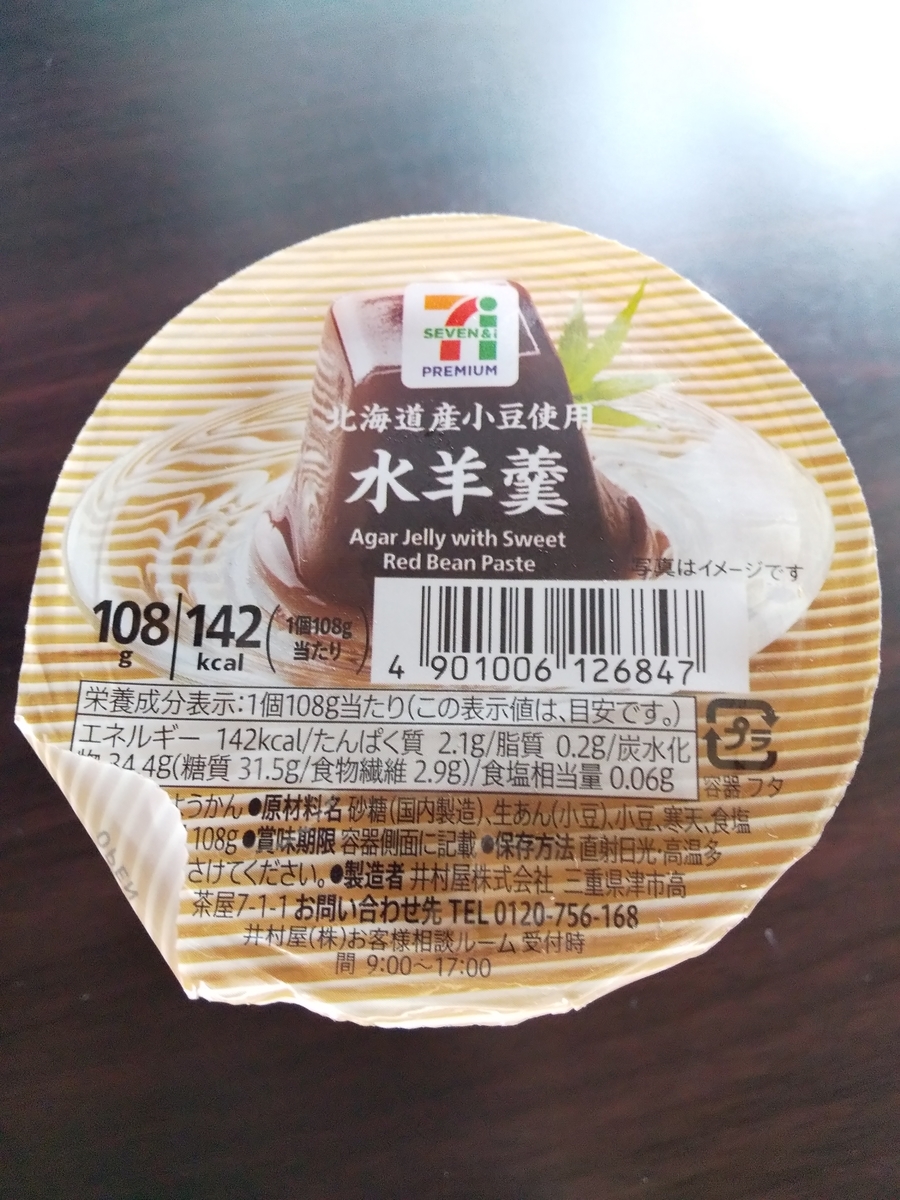 SEVEN&i
PREMIUM
北海道産小豆使用
水羊羹
Agar Jelly with Sweet
Red Bean Paste
写真はイメージです
108g 142kcal (1個108g当たり)
4 901006 126847
栄養成分表示:1個108g当たり(この表示値は、目安です。)
エネルギー 142kcal/たんぱく質 2.1g/脂質 0.2g/炭水化
物 34.4g(糖質 31.5g/食物繊維 2.9g)/食塩相当量 0.06g
プラ
容器 フタ
ようかん ●原材料名 砂糖(国内製造)、生あん(小豆)、小豆、寒天、食塩
108g ●賞味期限 容器側面に記載 ●保存方法 直射日光・高温多
さけてください。●製造者 井村屋株式会社 三重県津市高
茶屋7-1-1 お問い合わせ先 TEL 0120-756-168
井村屋(株)お客様相談ルーム 受付時
間 9:00～17:00